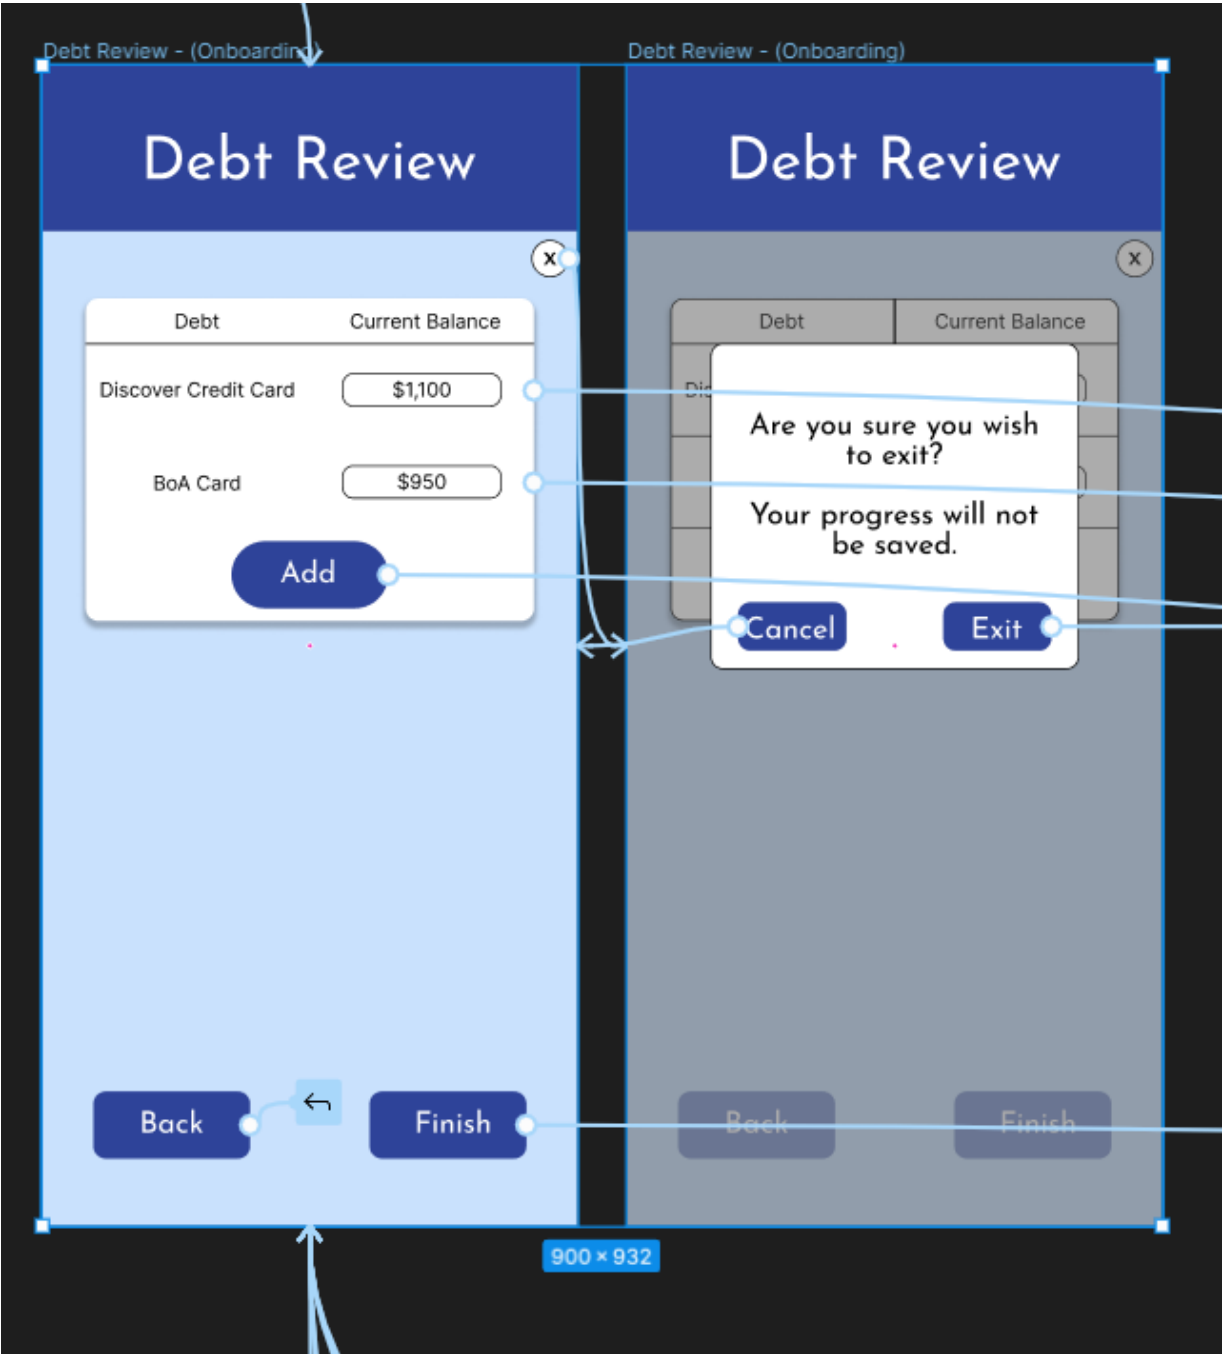 Debt Review - (Onboarding)
Debt Review
X
Debt Current Balance
Discover Credit Card $1,100
BoA Card $950
Add
Back Finish
Debt Review - (Onboarding)
Debt Review
X
Debt Current Balance
Dis
Are you sure you wish
to exit?
Your progress will not
be saved.
Cancel Exit
Back Finish
900 × 932